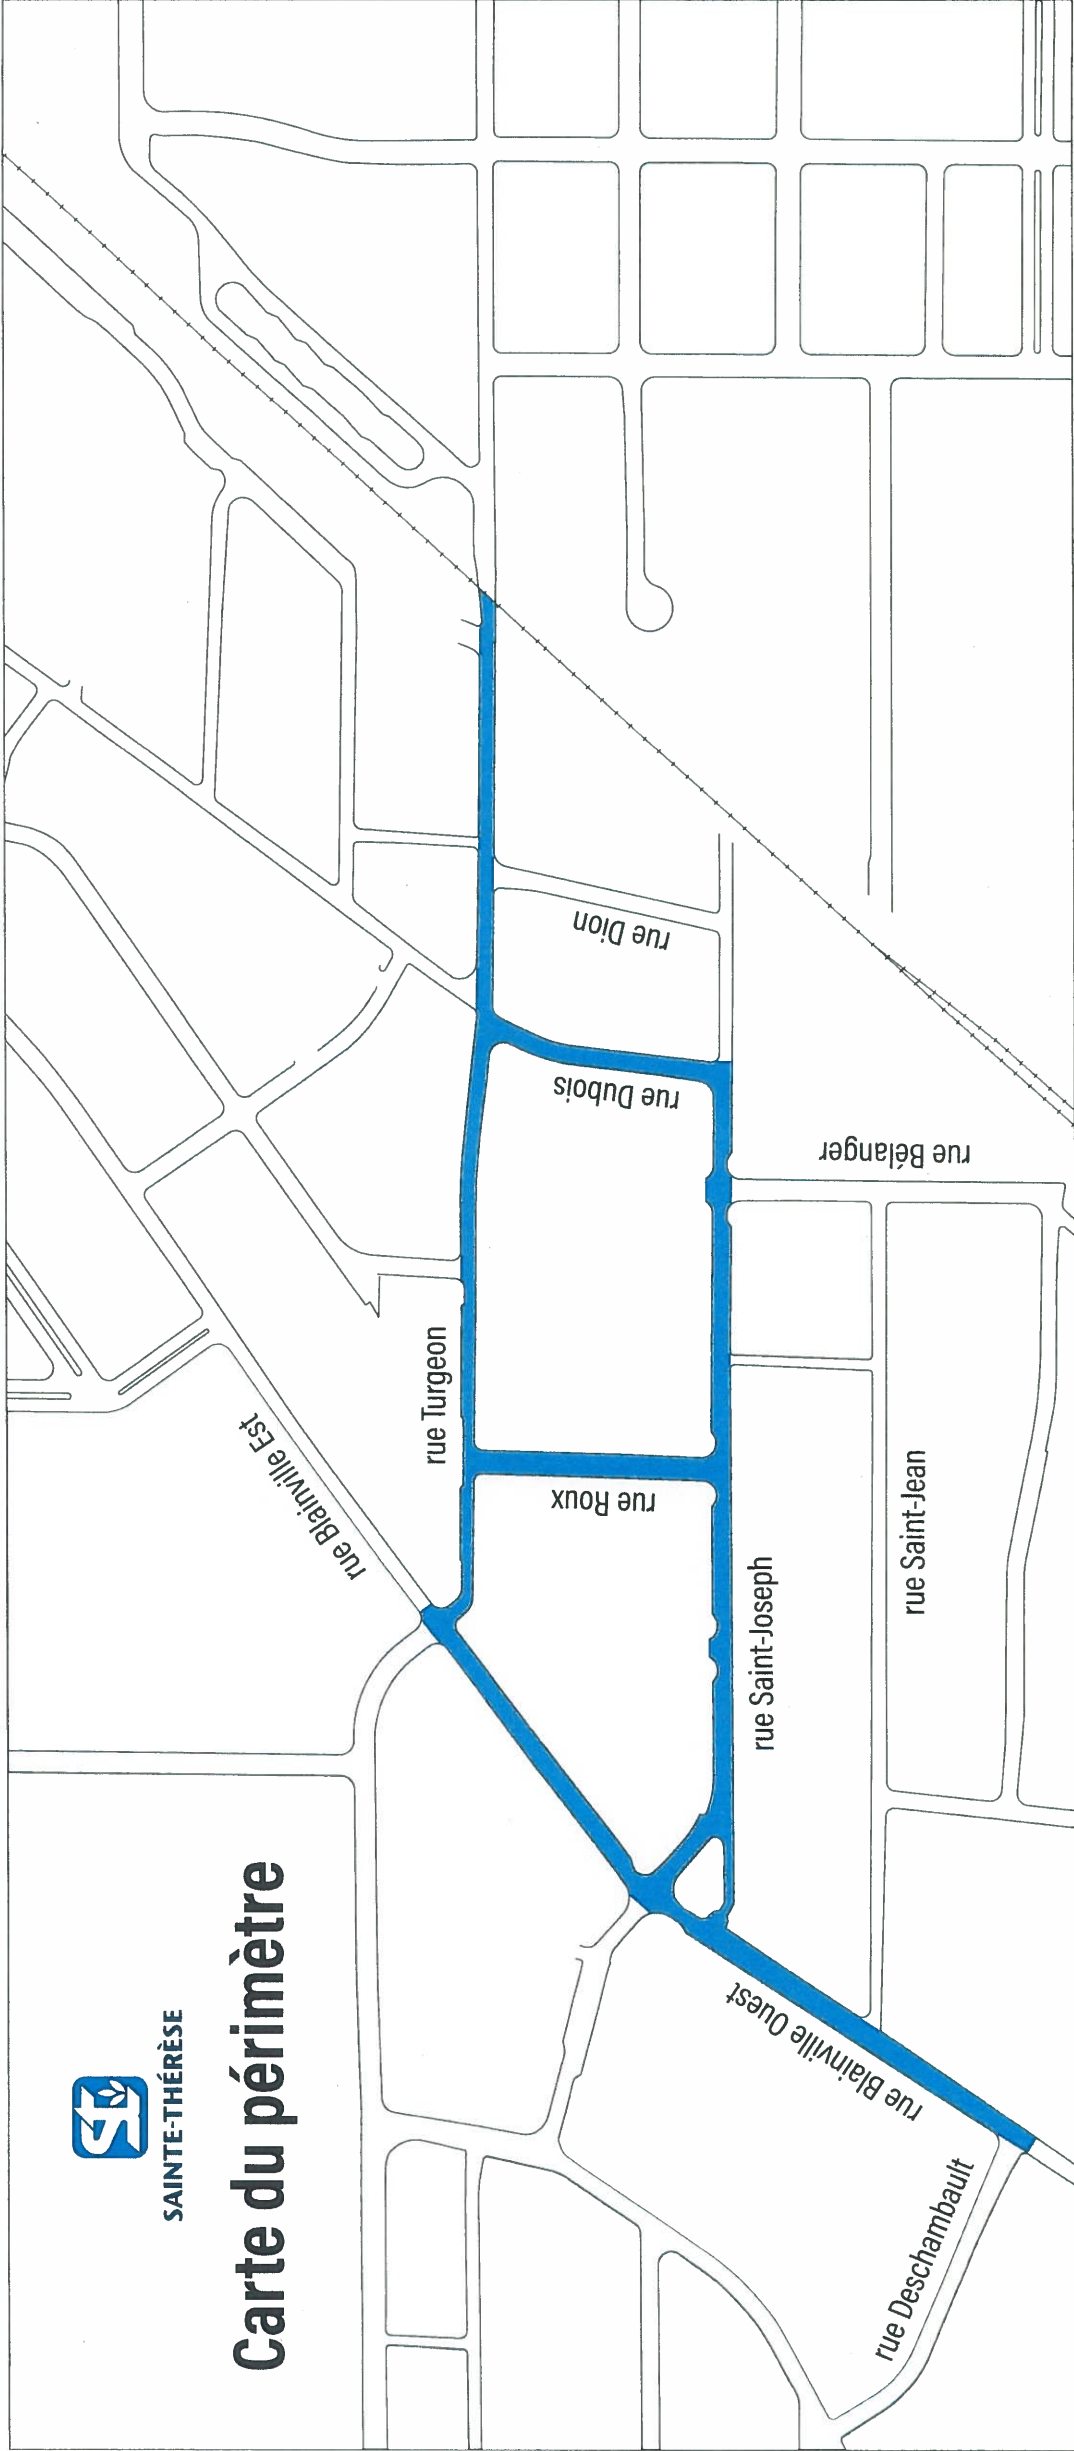 SAINTE-THÉRÈSE
Carte du périmètre
rue Blainville Est
rue Turgeon
rue Dion
rue Dubois
rue Bélanger
rue Roux
rue Saint-Joseph
rue Saint-Jean
rue Blainville Ouest
rue Deschambault